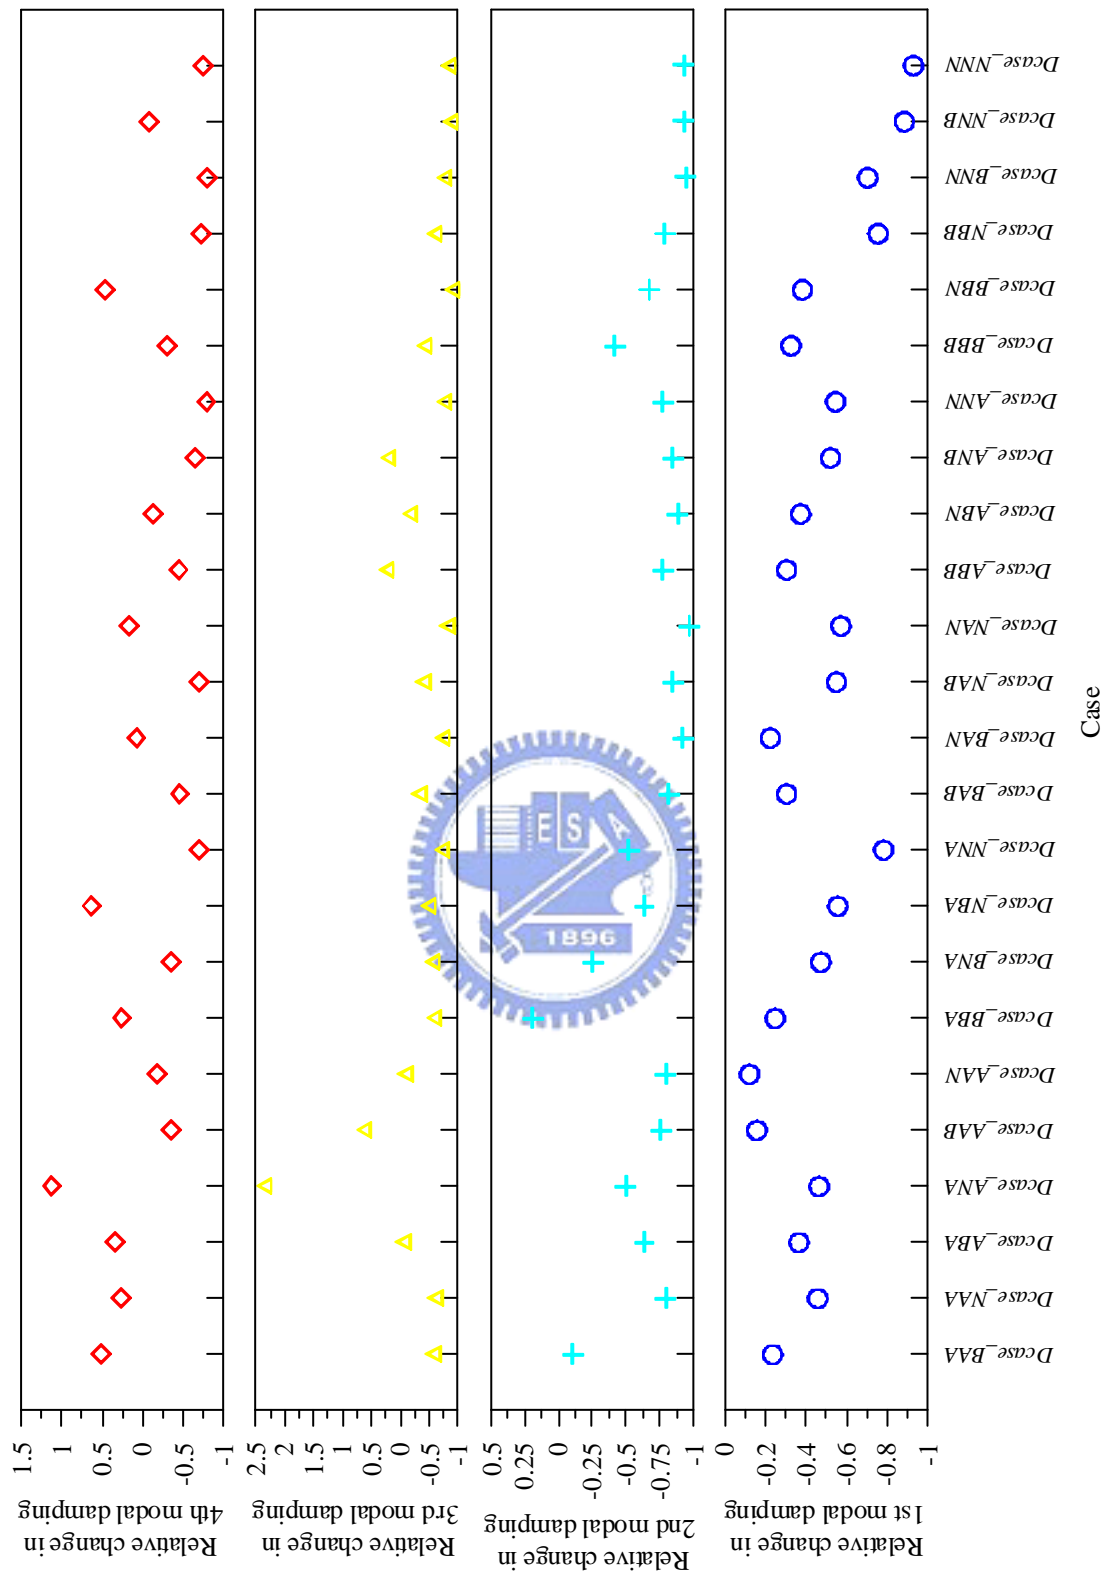 Relative change in
4th modal damping
1.5
1
0.5
0
-0.5
-1
Relative change in
3rd modal damping
2.5
2
1.5
1
0.5
0
-0.5
-1
Relative change in
2nd modal damping
0.5
0.25
0
-0.25
-0.5
-0.75
-1
Relative change in
1st modal damping
0
-0.2
-0.4
-0.6
-0.8
-1
Dcase_BAA
Dcase_NAA
Dcase_ABA
Dcase_ANA
Dcase_AAB
Dcase_AAN
Dcase_BBA
Dcase_BNA
Dcase_NBA
Dcase_NNA
Dcase_BAB
Dcase_BAN
Dcase_NAB
Dcase_NAN
Dcase_ABB
Dcase_ABN
Dcase_ANB
Dcase_ANN
Dcase_BBB
Dcase_BBN
Dcase_NBB
Dcase_BNN
Dcase_NNB
Dcase_NNN
Case
E S
A
1896